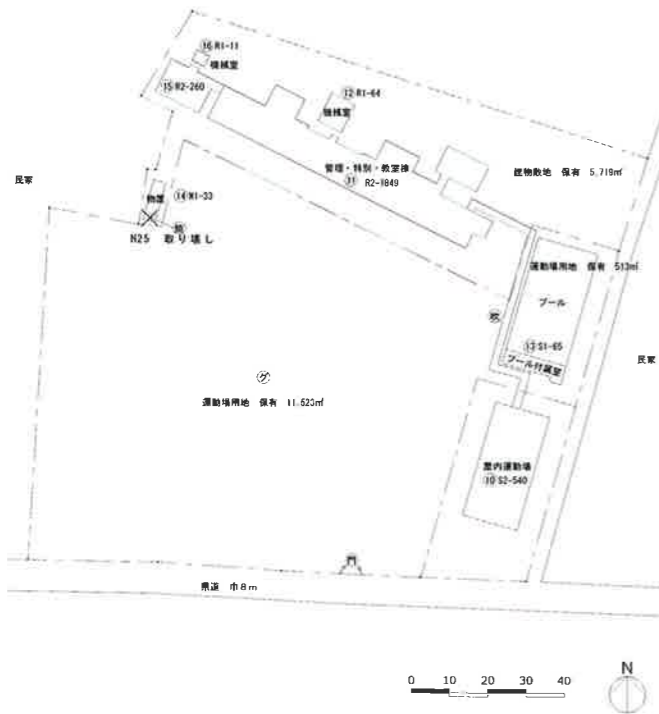 ⑯R1-11
機械室
⑮R2-260
⑫R1-64
機械室
管理・特別・教室棟
⑪ R2-1849
建物敷地 保有 5,719㎡
民家
物置
⑭N1-33
N25 取り壊し
運動場用地 保有 513㎡
プール
⑬S1-65
プール付属室
民家
グ
運動場用地 保有 11,523㎡
屋内運動場
⑩S2-540
門
県道 巾8m
0 10 20 30 40
N